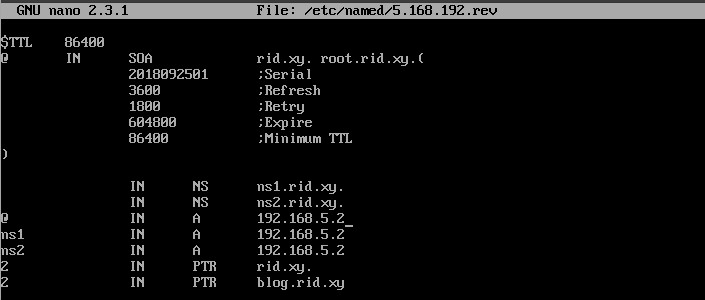 GNU nano 2.3.1 File: /etc/named/5.168.192.rev
$TTL 86400
@ IN SOA rid.xy. root.rid.xy.(
2018092501 ;Serial
3600 ;Refresh
1800 ;Retry
604800 ;Expire
86400 ;Minimum TTL
)
IN NS ns1.rid.xy.
IN NS ns2.rid.xy.
@ IN A 192.168.5.2
ns1 IN A 192.168.5.2
ns2 IN A 192.168.5.2
2 IN PTR rid.xy.
2 IN PTR blog.rid.xy